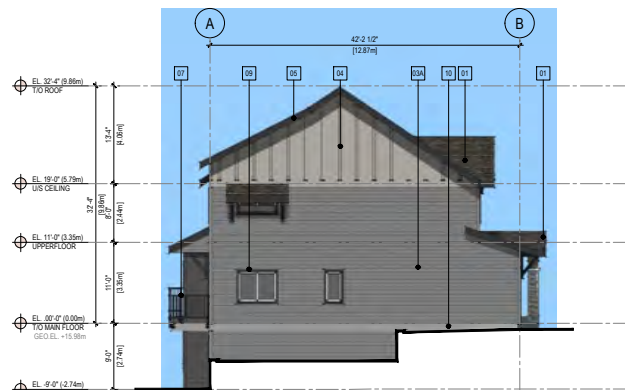 A B
42'-2 1/2"
[12.87m]
07 09 05 04 03A 10 01 01
EL. 32'-4" (9.86m)
T/O ROOF
13'-4"
[4.06m]
EL. 19'-0" (5.79m)
U/S CEILING
32'-4"
[9.86m]
8'-0"
[2.44m]
EL. 11'-0" (3.35m)
UPPERFLOOR
11'-0"
[3.35m]
EL. .00'-0" (0.00m)
T/O MAIN FLOOR
GEO.EL. +15.98m
9'-0"
[2.74m]
EL. -9'-0" (-2.74m)